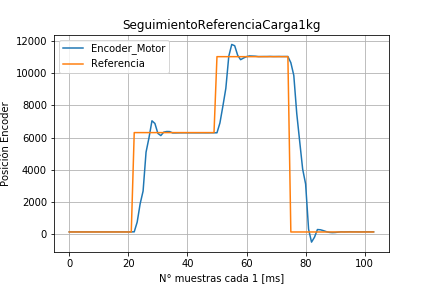 SeguimientoReferenciaCarga1kg
Encoder_Motor
Referencia
Posición Encoder
12000
10000
8000
6000
4000
2000
0
0 20 40 60 80 100
N° muestras cada 1 [ms]